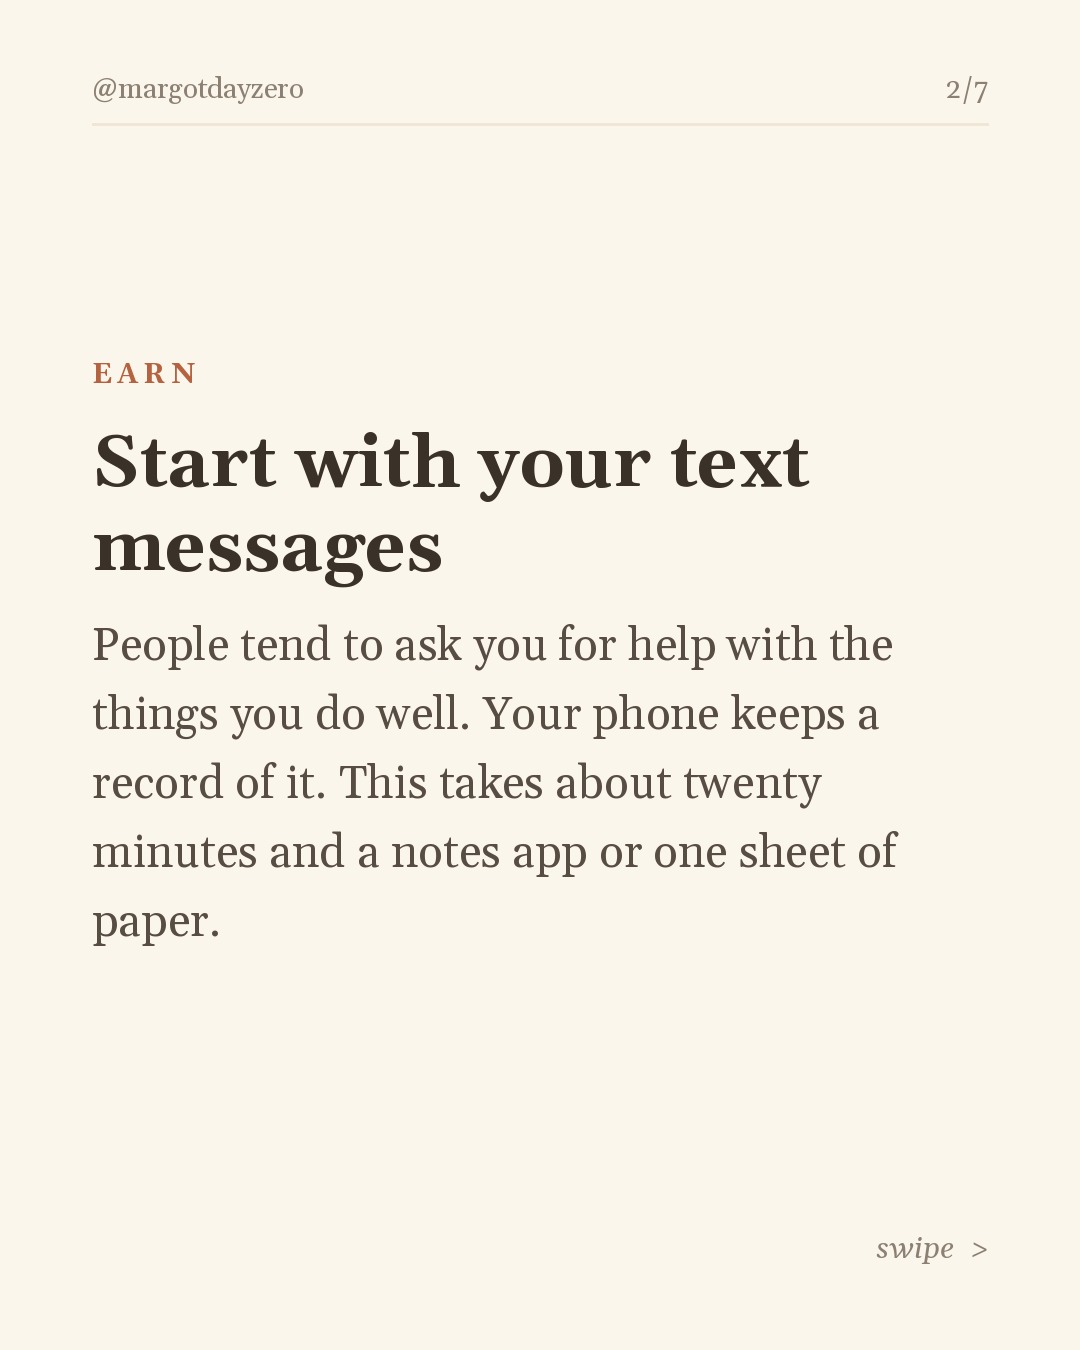 @margotdayzero
2/7
EARN
Start with your text
messages
People tend to ask you for help with the
things you do well. Your phone keeps a
record of it. This takes about twenty
minutes and a notes app or one sheet of
paper.
swipe >